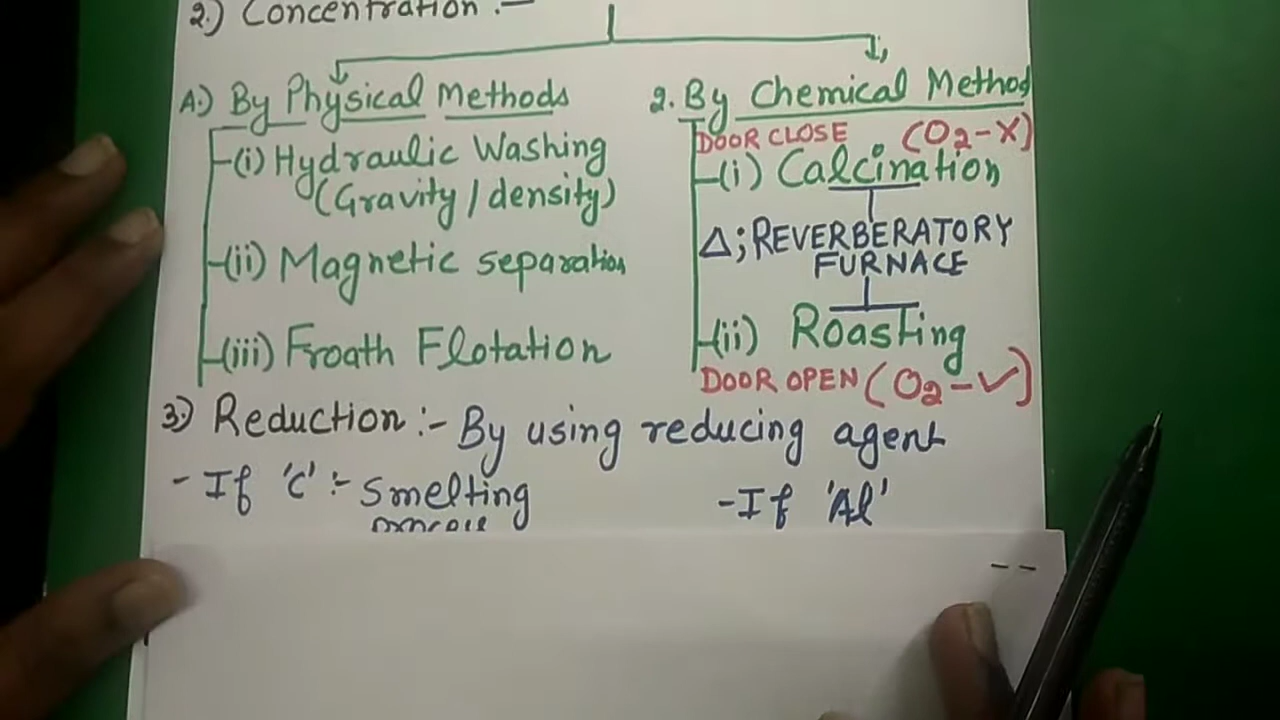 2.) Concentration :-
A.) By Physical Methods
(i) Hydraulic Washing
(Gravity / density)
(ii) Magnetic separation
(iii) Froath Flotation
2. By Chemical Method
DOOR CLOSE (O2-X)
(i) Calcination
Δ; REVERBERATORY
FURNACE
(ii) Roasting
DOOR OPEN (O2-✓)
3.) Reduction :- By using reducing agent
- If 'C' :- Smelting
- If 'Al'